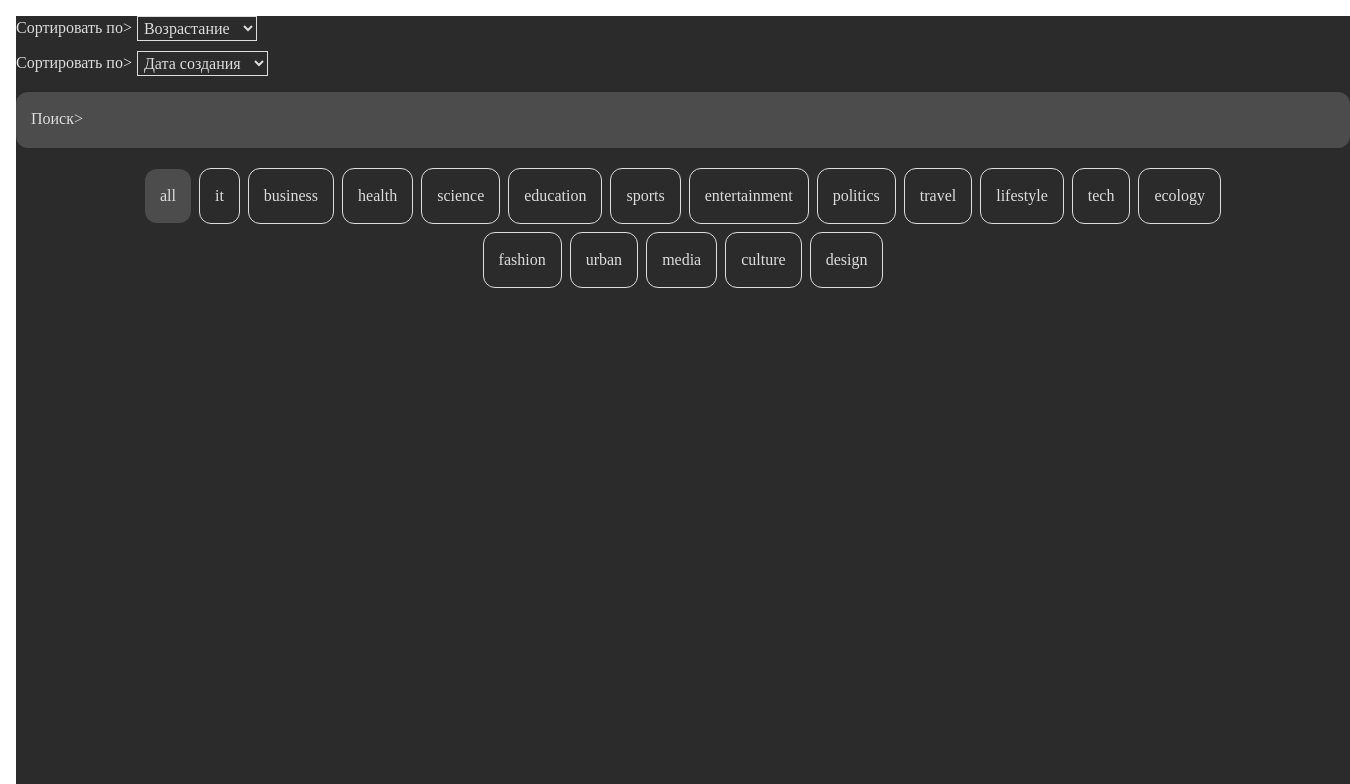 Сортировать по> Возрастание
Сортировать по> Дата создания
Поиск>
all it business health science education sports entertainment politics travel lifestyle tech ecology
fashion urban media culture design